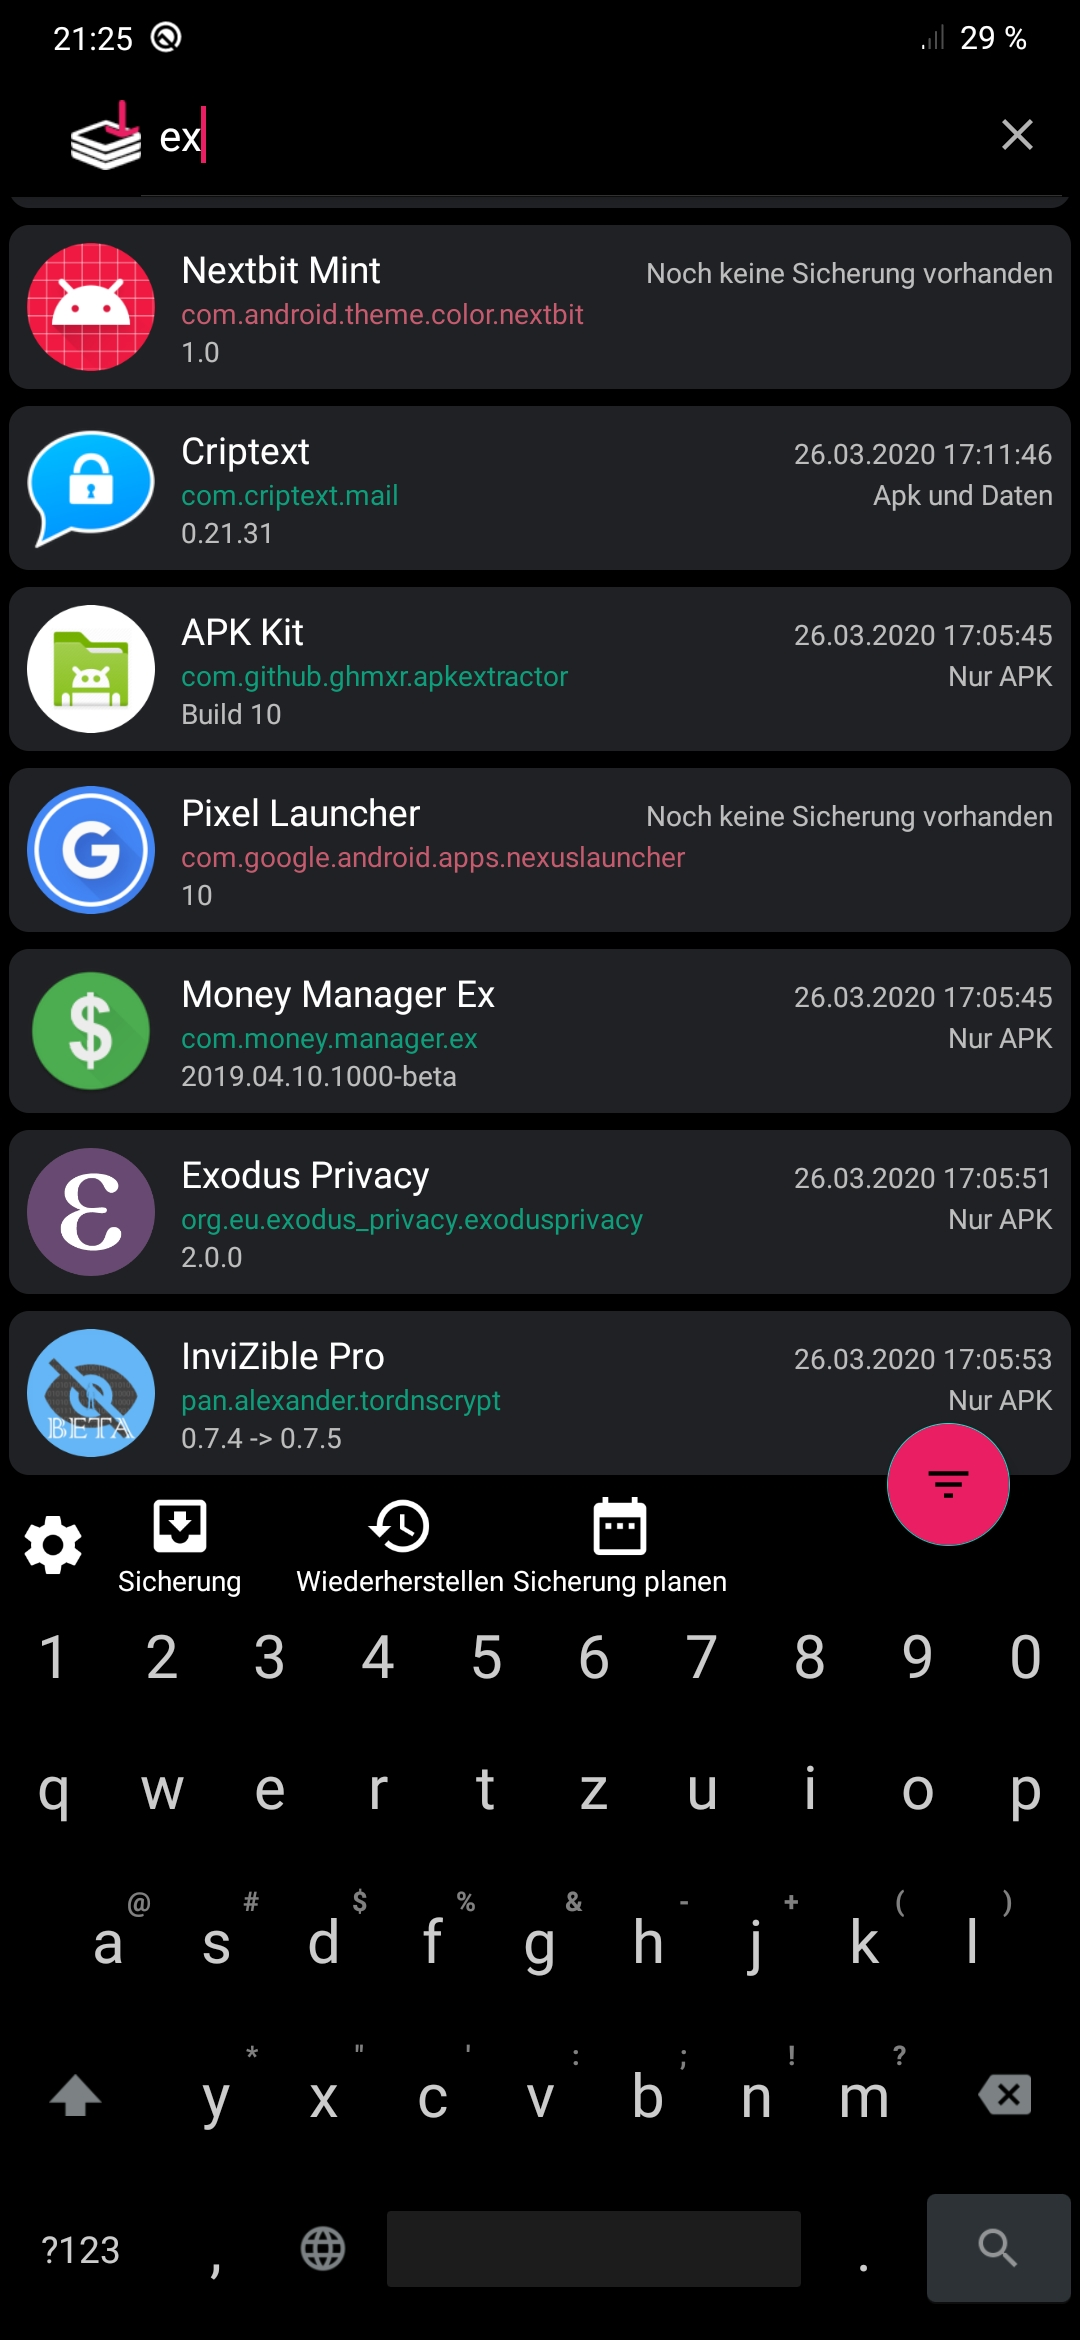 21:25 29 %
ex
Nextbit Mint Noch keine Sicherung vorhanden
com.android.theme.color.nextbit
1.0
Criptext 26.03.2020 17:11:46
com.criptext.mail Apk und Daten
0.21.31
APK Kit 26.03.2020 17:05:45
com.github.ghmxr.apkextractor Nur APK
Build 10
Pixel Launcher Noch keine Sicherung vorhanden
com.google.android.apps.nexuslauncher
10
Money Manager Ex 26.03.2020 17:05:45
com.money.manager.ex Nur APK
2019.04.10.1000-beta
Exodus Privacy 26.03.2020 17:05:51
org.eu.exodus_privacy.exodusprivacy Nur APK
2.0.0
InviZible Pro 26.03.2020 17:05:53
pan.alexander.tordnscrypt Nur APK
BETA
0.7.4 -> 0.7.5
Sicherung Wiederherstellen Sicherung planen
1 2 3 4 5 6 7 8 9 0
q w e r t z u i o p
@ # $ % & - + ( )
a s d f g h j k l
* " ' : ; ! ?
y x c v b n m
?123 , .